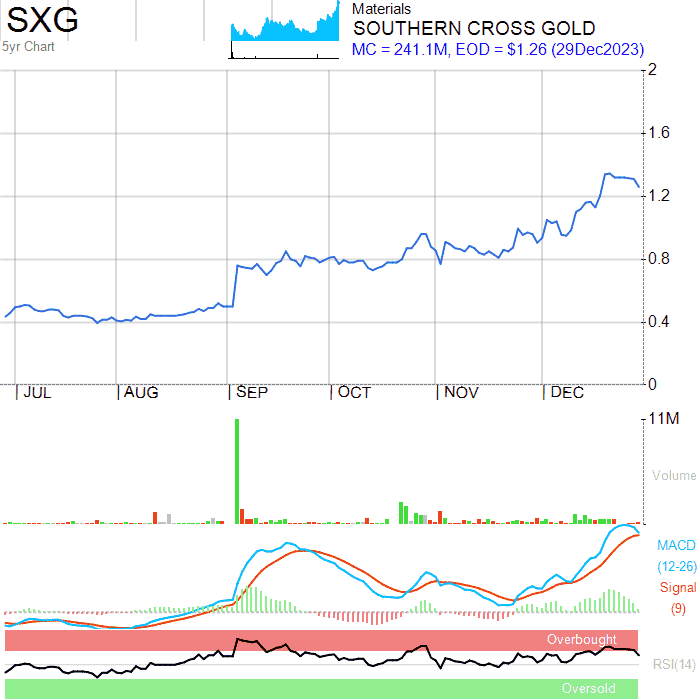 SXG
5yr Chart
Materials
SOUTHERN CROSS GOLD
MC = 241.1M, EOD = $1.26 (29Dec2023)
2
1.6
1.2
0.8
0.4
0
JUL AUG SEP OCT NOV DEC
11M
Volume
MACD
(12-26)
Signal
(9)
Overbought
RSI(14)
Oversold